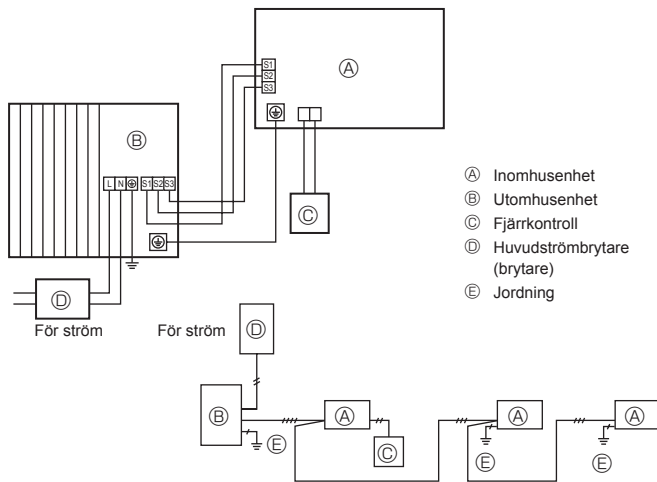 S1
S2
S3
Ⓐ
Ⓑ
L N S1 S2 S3
Ⓒ
Ⓓ
För ström
Ⓐ Inomhusenhet
Ⓑ Utomhusenhet
Ⓒ Fjärrkontroll
Ⓓ Huvudströmbrytare
(brytare)
Ⓔ Jordning
För ström
Ⓓ
Ⓑ
Ⓔ
Ⓐ
Ⓒ
Ⓐ
Ⓔ
Ⓐ
Ⓔ